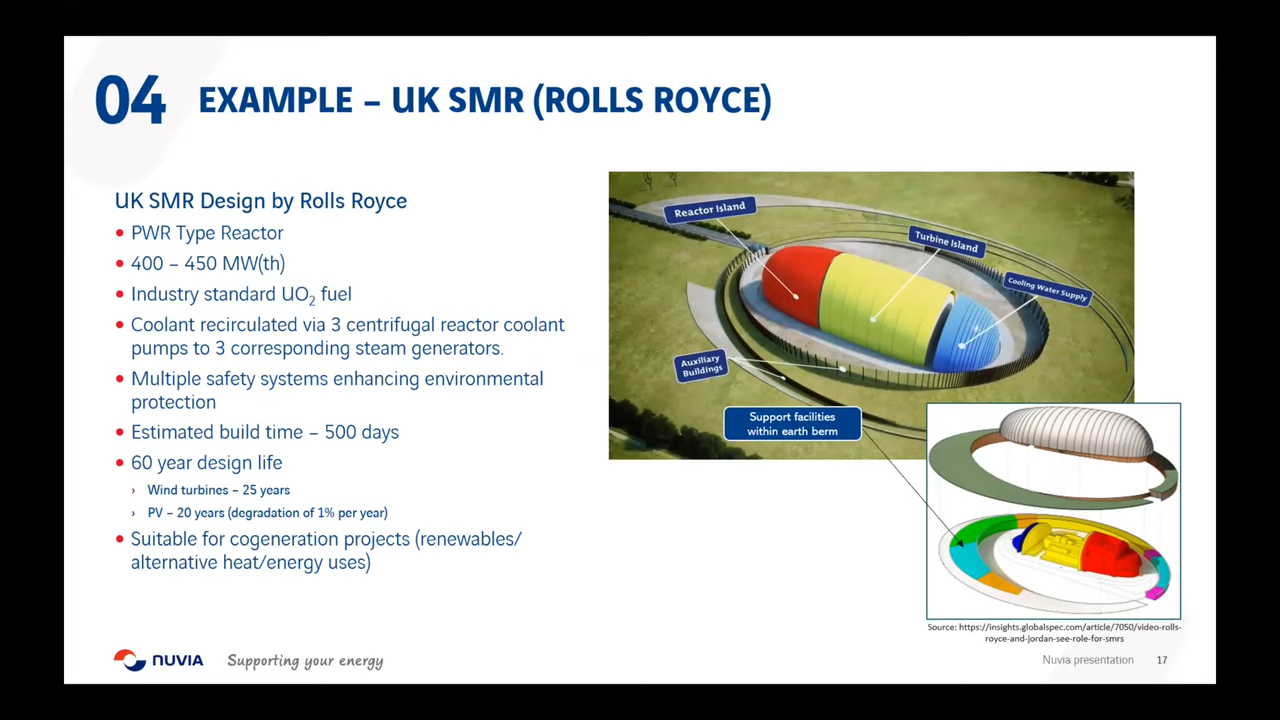 04 EXAMPLE – UK SMR (ROLLS ROYCE)
UK SMR Design by Rolls Royce
• PWR Type Reactor
• 400 – 450 MW(th)
• Industry standard UO₂ fuel
• Coolant recirculated via 3 centrifugal reactor coolant
pumps to 3 corresponding steam generators.
• Multiple safety systems enhancing environmental
protection
• Estimated build time – 500 days
• 60 year design life
› Wind turbines – 25 years
› PV – 20 years (degradation of 1% per year)
• Suitable for cogeneration projects (renewables/
alternative heat/energy uses)
Reactor Island
Turbine Island
Cooling Water Supply
Auxiliary
Buildings
Support facilities
within earth berm
Source: https://insights.globalspec.com/article/7050/video-rolls-
royce-and-jordan-see-role-for-smrs
NUVIA Supporting your energy
Nuvia presentation 17